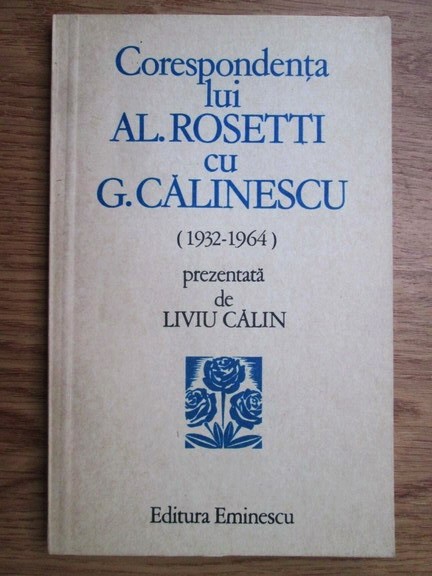 Corespondența
lui
AL. ROSETTI
cu
G. CĂLINESCU
(1932-1964)
prezentată
de
LIVIU CĂLIN
Editura Eminescu